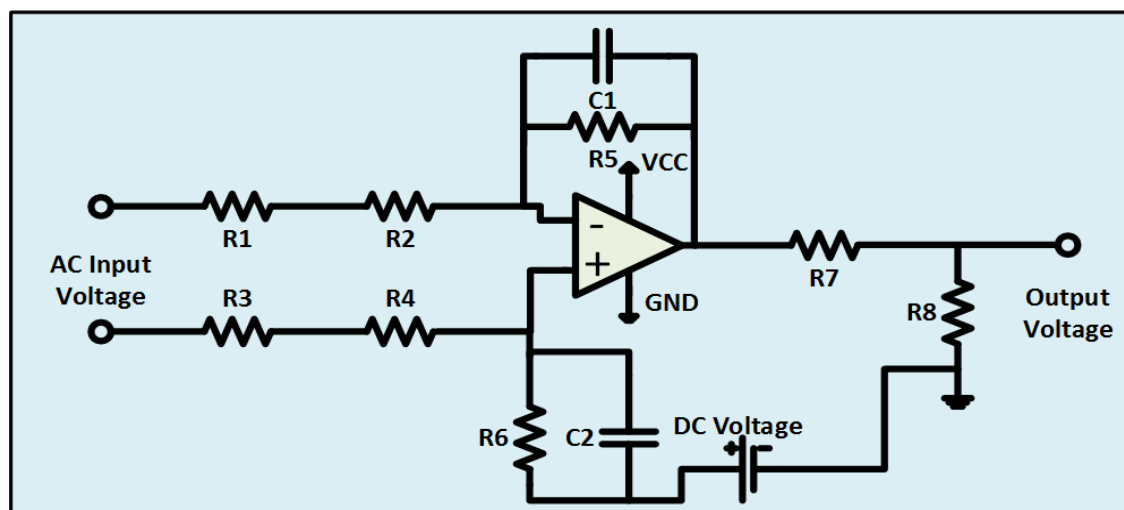 C1
R5
VCC
R1
R2
-
+
AC Input
Voltage
R3
R4
GND
R7
R8
Output
Voltage
R6
C2
DC Voltage
+ -